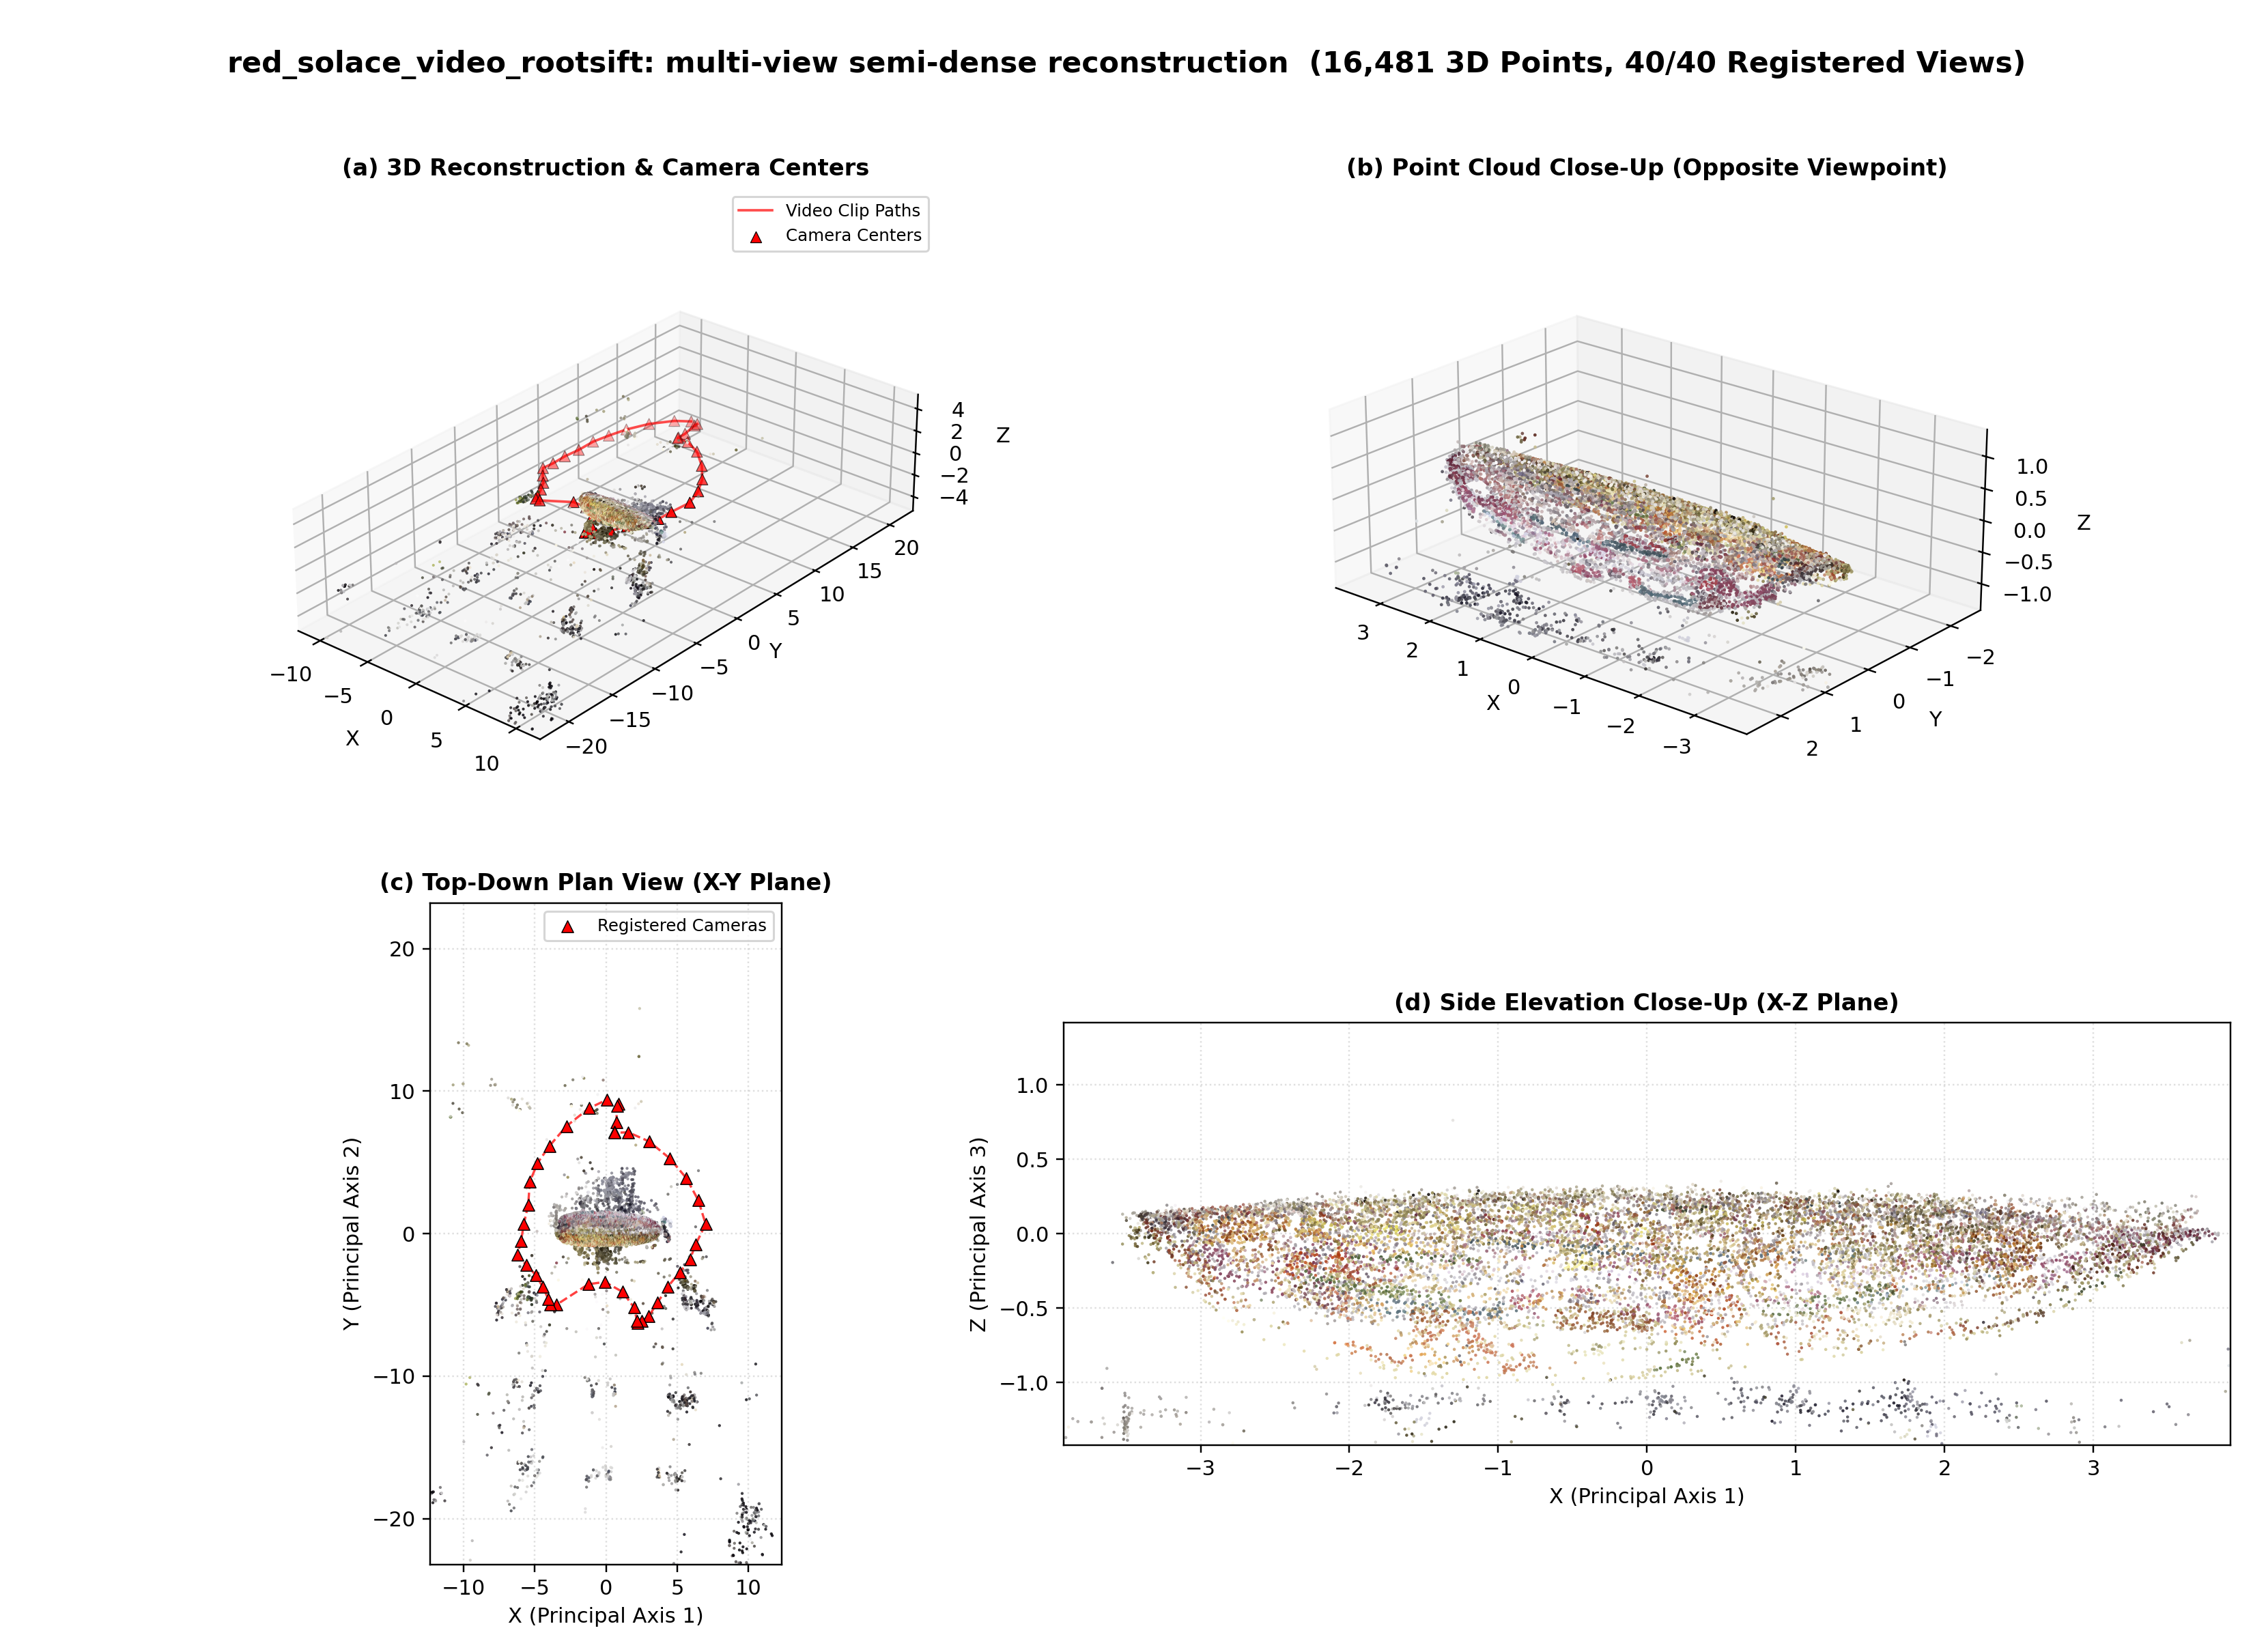 red_solace_video_rootsift: multi-view semi-dense reconstruction (16,481 3D Points, 40/40 Registered Views)
(a) 3D Reconstruction & Camera Centers
Video Clip Paths
Camera Centers
4
2
0
−2
−4
Z
20
15
10
5
0
−5
−10
−15
−20
Y
−10
−5
0
5
10
X
(b) Point Cloud Close-Up (Opposite Viewpoint)
1.0
0.5
0.0
−0.5
−1.0
Z
3
2
1
0
−1
−2
−3
X
−2
−1
0
1
2
Y
(c) Top-Down Plan View (X-Y Plane)
Registered Cameras
20
10
0
−10
−20
Y (Principal Axis 2)
−10 −5 0 5 10
X (Principal Axis 1)
(d) Side Elevation Close-Up (X-Z Plane)
1.0
0.5
0.0
−0.5
−1.0
Z (Principal Axis 3)
−3 −2 −1 0 1 2 3
X (Principal Axis 1)